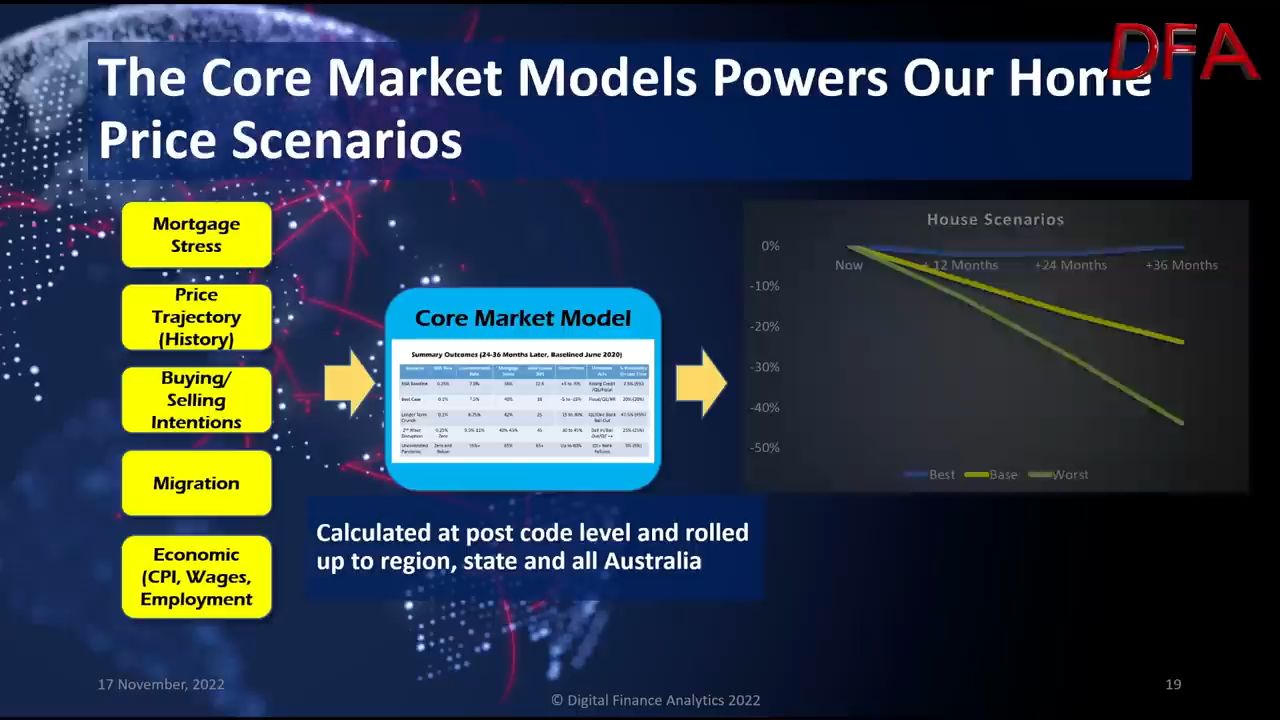 DFA
The Core Market Models Powers Our Home
Price Scenarios
Mortgage
Stress
Price
Trajectory
(History)
Buying/
Selling
Intentions
Migration
Economic
(CPI, Wages,
Employment
Core Market Model
Summary Outcomes (24-36 Months Later, Baselined June 2020)
Calculated at post code level and rolled
up to region, state and all Australia
House Scenarios
0%
-10%
-20%
-30%
-40%
-50%
Now
+ 12 Months
+24 Months
+36 Months
Best
Base
Worst
17 November, 2022
© Digital Finance Analytics 2022
19